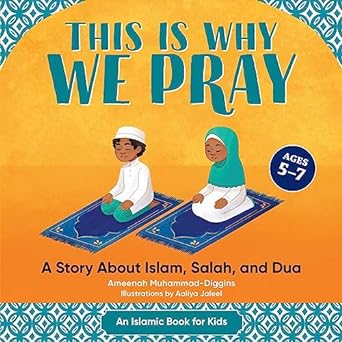 THIS IS WHY
WE PRAY
AGES
5–7
A Story About Islam, Salah, and Dua
Ameenah Muhammad-Diggins
Illustrations by Aaliya Jaleel
An Islamic Book for Kids